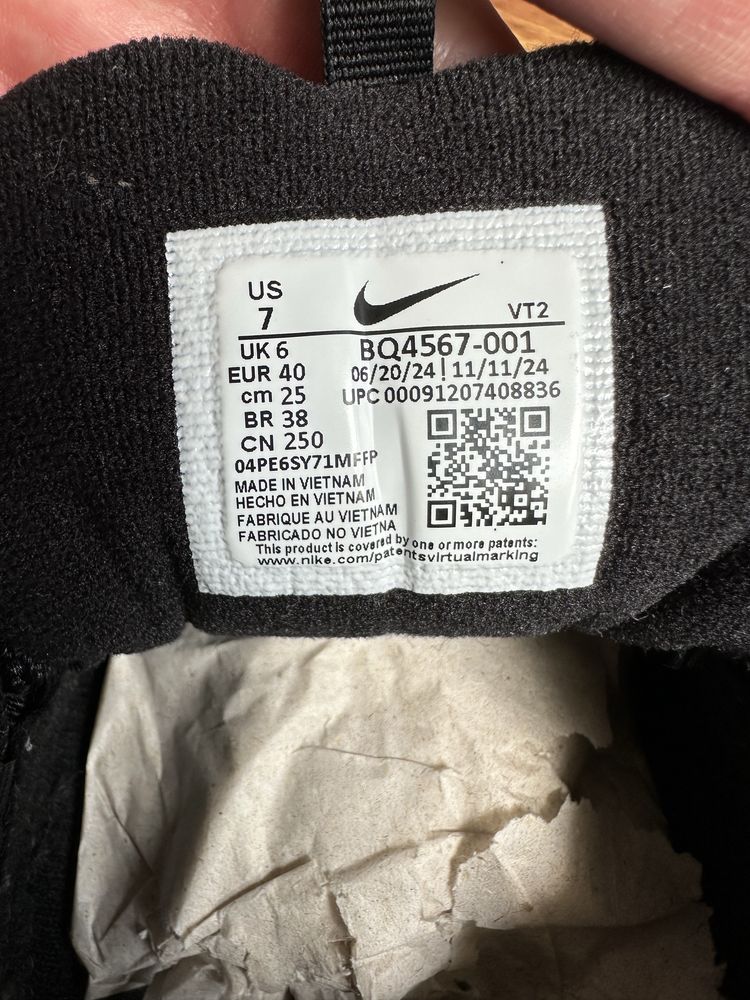 US
7
VT2
UK 6
BQ4567-001
EUR 40
06/20/24 | 11/11/24
cm 25
UPC 00091207408836
BR 38
CN 250
04PE6SY71MFFP
MADE IN VIETNAM
HECHO EN VIETNAM
FABRIQUE AU VIETNAM
FABRICADO NO VIETNA
This product is covered by one or more patents:
www.nike.com/patentsvirtualmarking